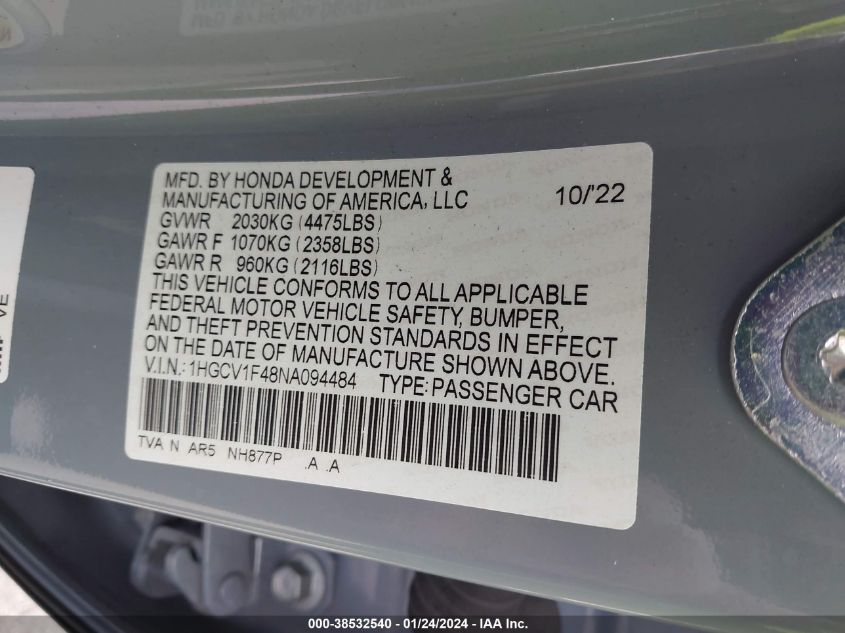 MFD. BY HONDA DEVELOPMENT &
MANUFACTURING OF AMERICA, LLC 10/'22
GVWR 2030KG (4475LBS)
GAWR F 1070KG (2358LBS)
GAWR R 960KG (2116LBS)
THIS VEHICLE CONFORMS TO ALL APPLICABLE
FEDERAL MOTOR VEHICLE SAFETY, BUMPER,
AND THEFT PREVENTION STANDARDS IN EFFECT
ON THE DATE OF MANUFACTURE SHOWN ABOVE.
V.I.N.: 1HGCV1F48NA094484 TYPE: PASSENGER CAR
TVA N AR5 NH877P .A .A
VE
000-38532540 - 01/24/2024 - IAA Inc.